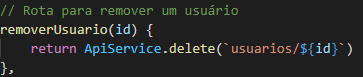 // Rota para remover um usuário
removerUsuario(id) {
    return ApiService.delete(`usuarios/${id}`)
},